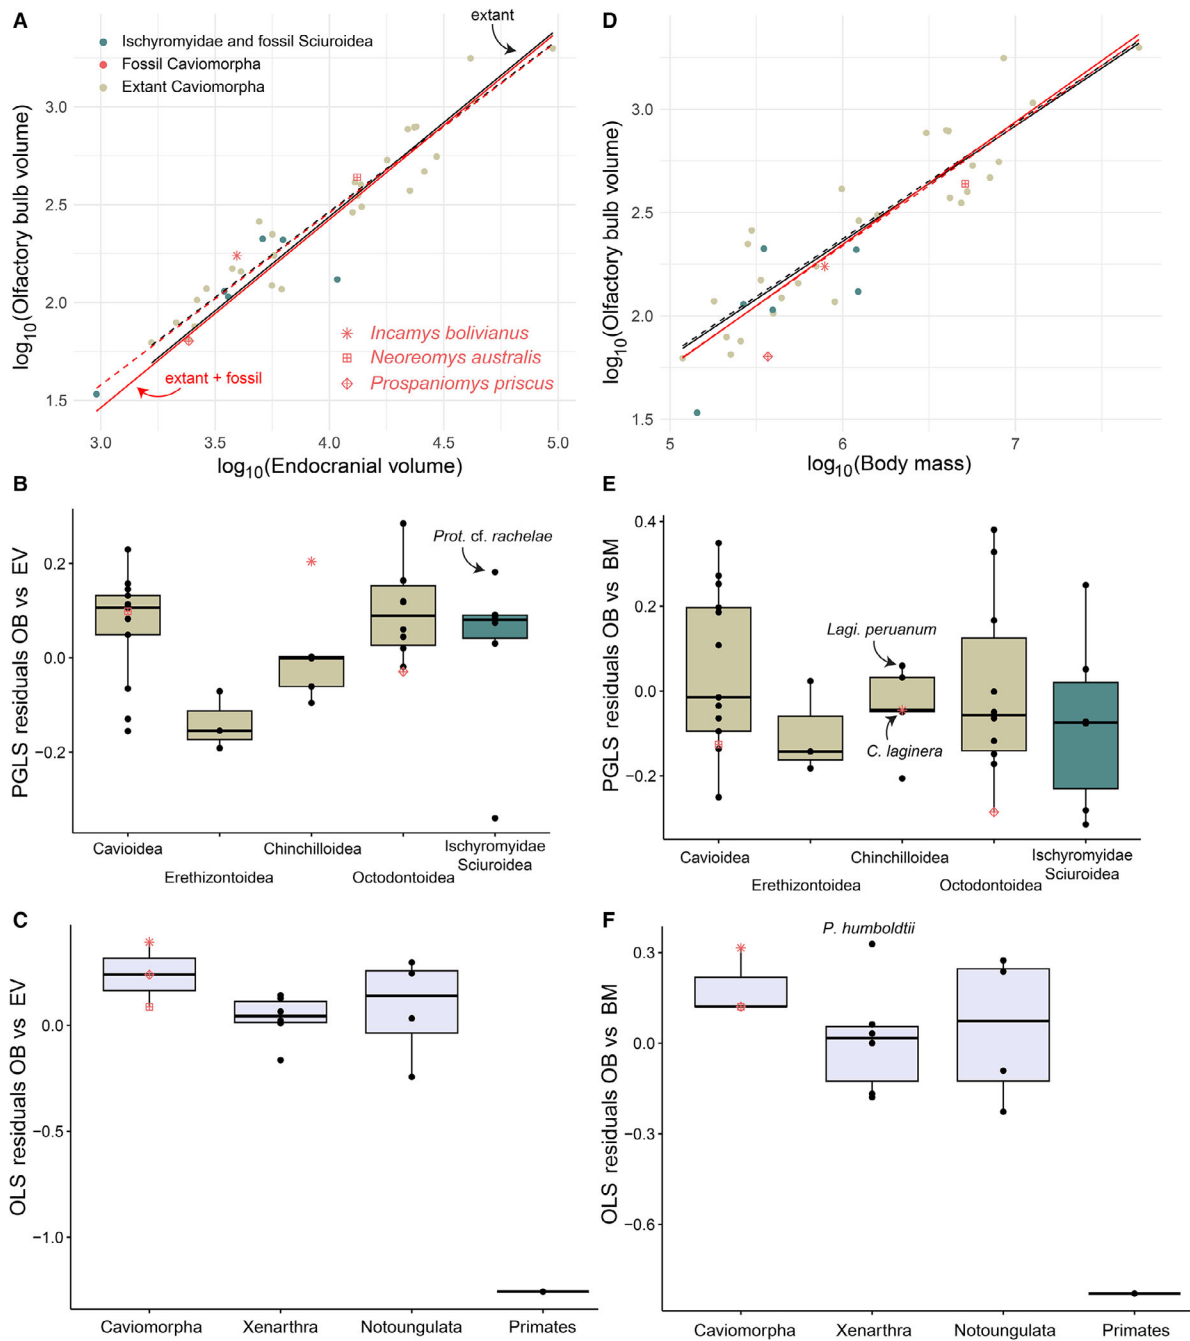 A
extant
Ischyromyidae and fossil Sciuroidea
Fossil Caviomorpha
Extant Caviomorpha
log10(Olfactory bulb volume)
3.0
2.5
2.0
1.5
Incamys bolivianus
Neoreomys australis
Prospaniomys priscus
extant + fossil
3.0 3.5 4.0 4.5 5.0
log10(Endocranial volume)
D
log10(Olfactory bulb volume)
3.0
2.5
2.0
1.5
5 6 7
log10(Body mass)
B
PGLS residuals OB vs EV
0.2
0.0
−0.2
Prot. cf. rachelae
Cavioidea
Erethizontoidea
Chinchilloidea
Octodontoidea
Ischyromyidae
Sciuroidea
E
PGLS residuals OB vs BM
0.4
0.2
0.0
−0.2
Lagi. peruanum
C. laginera
Cavioidea
Erethizontoidea
Chinchilloidea
Octodontoidea
Ischyromyidae
Sciuroidea
C
OLS residuals OB vs EV
0.0
−0.5
−1.0
Caviomorpha Xenarthra Notoungulata Primates
F
OLS residuals OB vs BM
0.3
0.0
−0.3
−0.6
P. humboldtii
Caviomorpha Xenarthra Notoungulata Primates